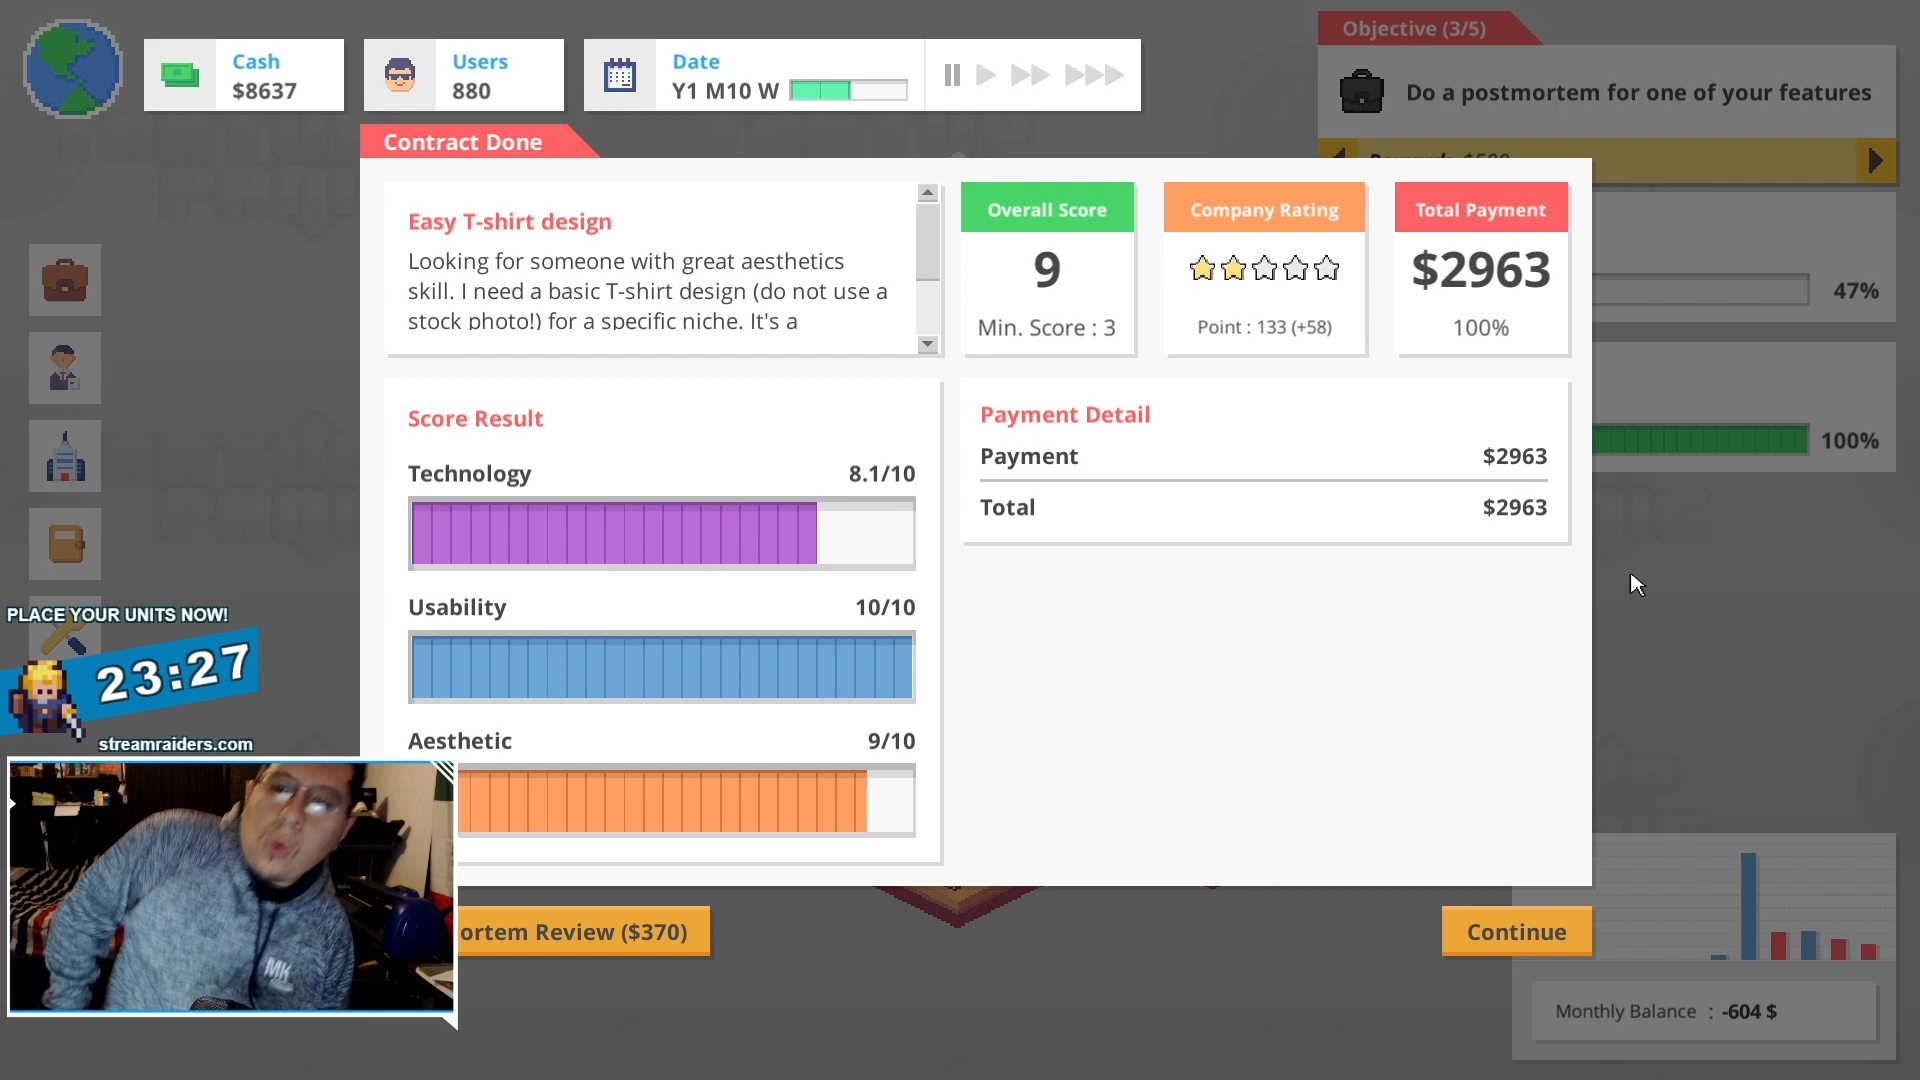 Cash
$8637
Users
880
Date
Y1 M10 W
Objective (3/5)
Do a postmortem for one of your features
Contract Done
Easy T-shirt design
Looking for someone with great aesthetics
skill. I need a basic T-shirt design (do not use a
stock photo!) for a specific niche. It's a
Overall Score
9
Min. Score : 3
Company Rating
Point : 133 (+58)
Total Payment
$2963
100%
47%
100%
Score Result
Technology
8.1/10
Usability
10/10
Aesthetic
9/10
Payment Detail
Payment
$2963
Total
$2963
PLACE YOUR UNITS NOW!
23:27
streamraiders.com
MK
ortem Review ($370)
Continue
Monthly Balance : -604 $